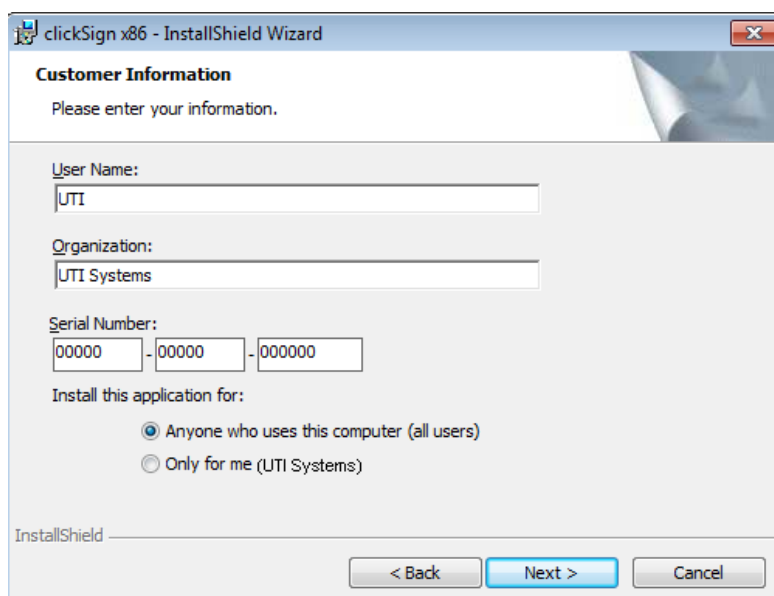 clickSign x86 - InstallShield Wizard
Customer Information
Please enter your information.
User Name:
UTI
Organization:
UTI Systems
Serial Number:
00000 - 00000 - 000000
Install this application for:
Anyone who uses this computer (all users)
Only for me (UTI Systems)
InstallShield
< Back Next > Cancel